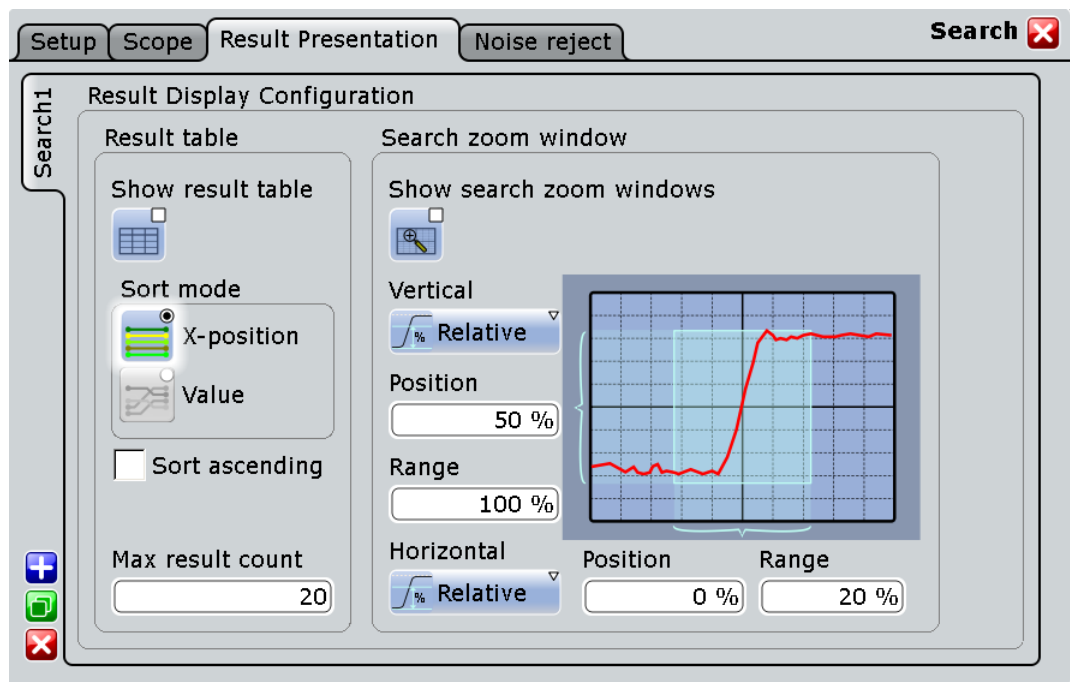 Setup Scope Result Presentation Noise reject Search
Search1
Result Display Configuration
Result table
Show result table
Sort mode
X-position
Value
Sort ascending
Max result count
20
Search zoom window
Show search zoom windows
Vertical
% Relative
Position
50 %
Range
100 %
Horizontal
% Relative
Position
0 %
Range
20 %